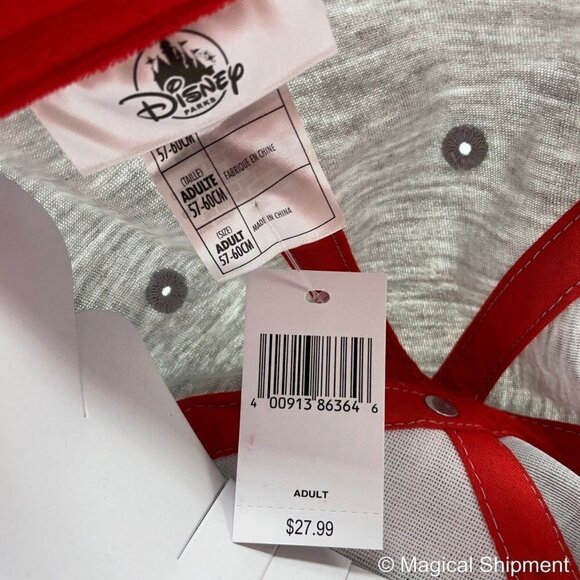 DISNEY
PARKS
57-60CM
(TAILLE)
ADULTE
57-60CM
FABRIQUE EN CHINE
(SIZE)
ADULT
57-60CM
MADE IN CHINA
4 00913 86364 6
ADULT
$27.99
© Magical Shipment